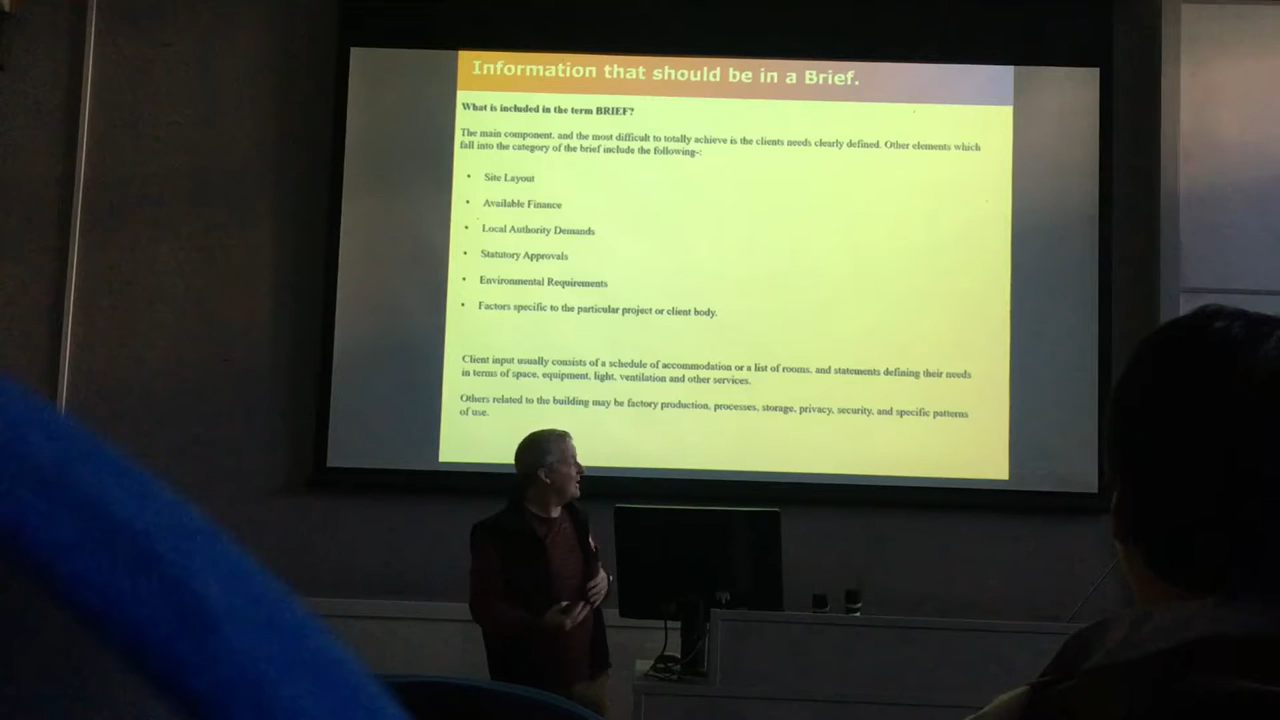 Information that should be in a Brief.
What is included in the term BRIEF?
The main component, and the most difficult to totally achieve is the clients needs clearly defined. Other elements which
fall into the category of the brief include the following-:
• Site Layout
• Available Finance
• Local Authority Demands
• Statutory Approvals
• Environmental Requirements
• Factors specific to the particular project or client body.
Client input usually consists of a schedule of accommodation or a list of rooms, and statements defining their needs
in terms of space, equipment, light, ventilation and other services.
Others related to the building may be factory production, processes, storage, privacy, security, and specific patterns
of use.